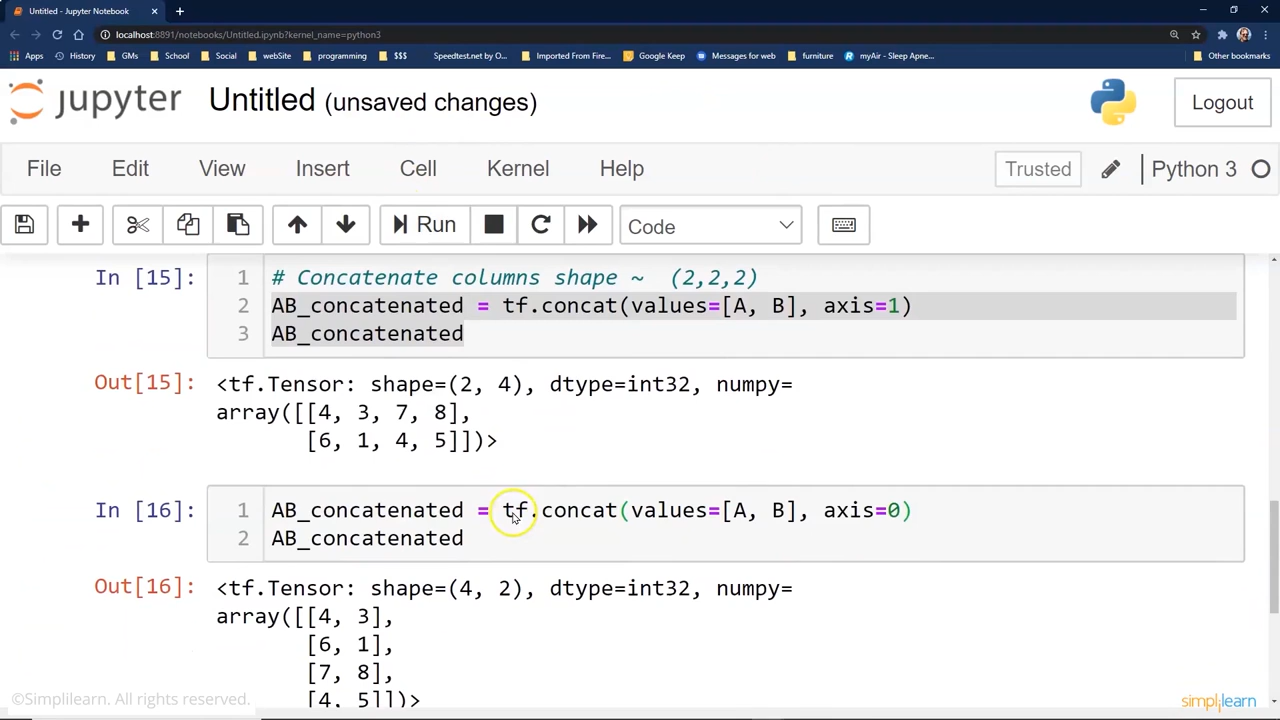 Untitled - Jupyter Notebook
localhost:8891/notebooks/Untitled.ipynb?kernel_name=python3
Apps History GMs School Social webSite programming $$$ Speedtest.net by O... Imported From Fire... Google Keep Messages for web furniture myAir - Sleep Apne... Other bookmarks
jupyter Untitled (unsaved changes) Logout
File Edit View Insert Cell Kernel Help Trusted Python 3
Run Code
In [15]: 1 # Concatenate columns shape ~ (2,2,2)
2 AB_concatenated = tf.concat(values=[A, B], axis=1)
3 AB_concatenated
Out[15]: <tf.Tensor: shape=(2, 4), dtype=int32, numpy=
array([[4, 3, 7, 8],
[6, 1, 4, 5]])>
In [16]: 1 AB_concatenated = tf.concat(values=[A, B], axis=0)
2 AB_concatenated
Out[16]: <tf.Tensor: shape=(4, 2), dtype=int32, numpy=
array([[4, 3],
[6, 1],
[7, 8],
[4, 5]])>
©Simplilearn. All rights reserved. simplilearn